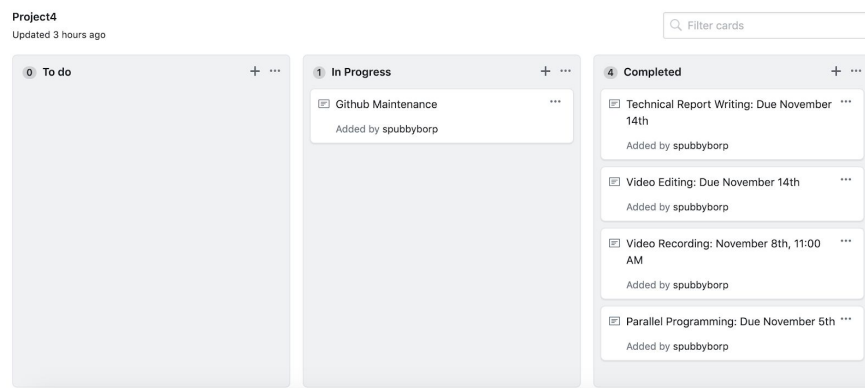 Project4
Updated 3 hours ago
Filter cards
0 To do
1 In Progress
Github Maintenance
Added by spubbyborp
4 Completed
Technical Report Writing: Due November
14th
Added by spubbyborp
Video Editing: Due November 14th
Added by spubbyborp
Video Recording: November 8th, 11:00
AM
Added by spubbyborp
Parallel Programming: Due November 5th
Added by spubbyborp